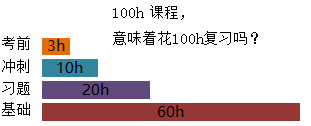 100h 课程，
意味着花100h复习吗？
考前 3h
冲刺 10h
习题 20h
基础 60h